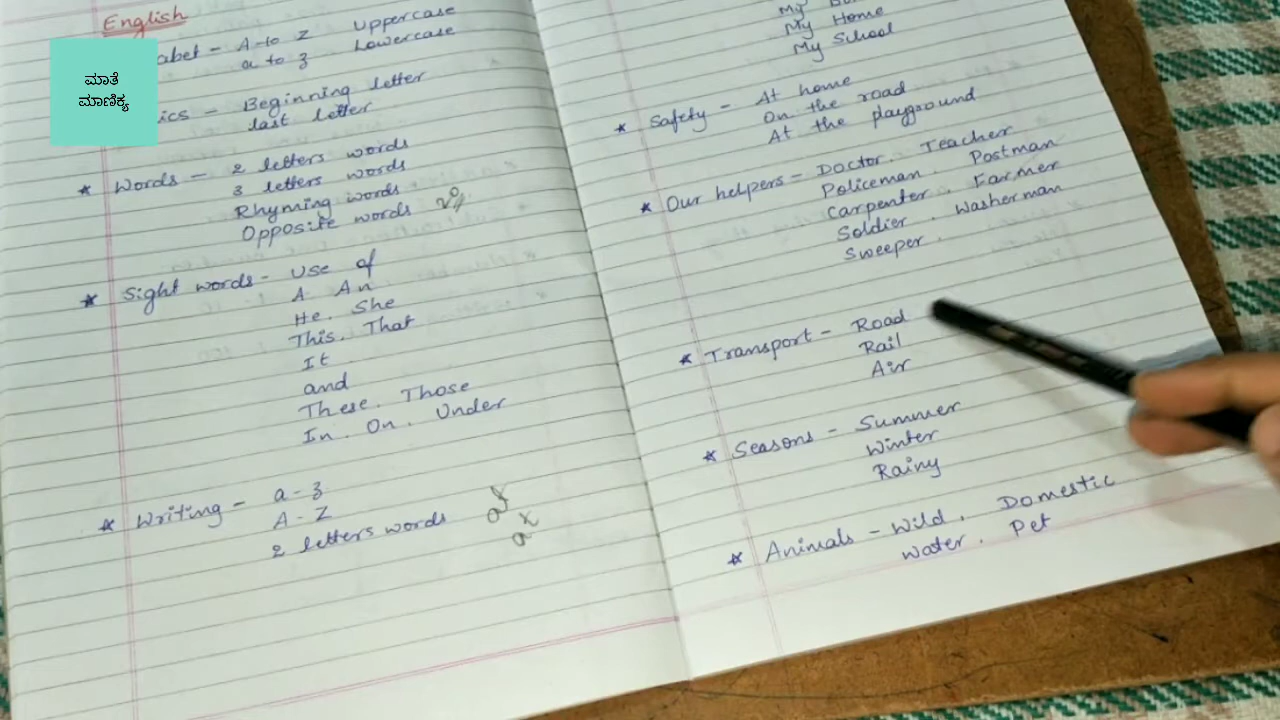 English
A to Z Uppercase
a to z Lowercase
ಮಾತೆ
ಮಾಣಿಕ್ಯ
Beginning letter
last letter
* Words - 2 letters words
3 letters words
Rhyming words
Opposite words
* Sight words - Use of
A An
He. She
This. That
It
and
These. Those
In. On. Under
* Writing - a - z
A - Z
2 letters words
My
My Home
My School
* Safety - At home
On the road
At the playground
* Our helpers - Doctor. Teacher
Policeman. Postman
Carpenter. Farmer
Soldier. Washerman
Sweeper.
* Transport - Road
Rail
Air
* Seasons - Summer
Winter
Rainy
* Animals - Wild. Domestic
Water. Pet